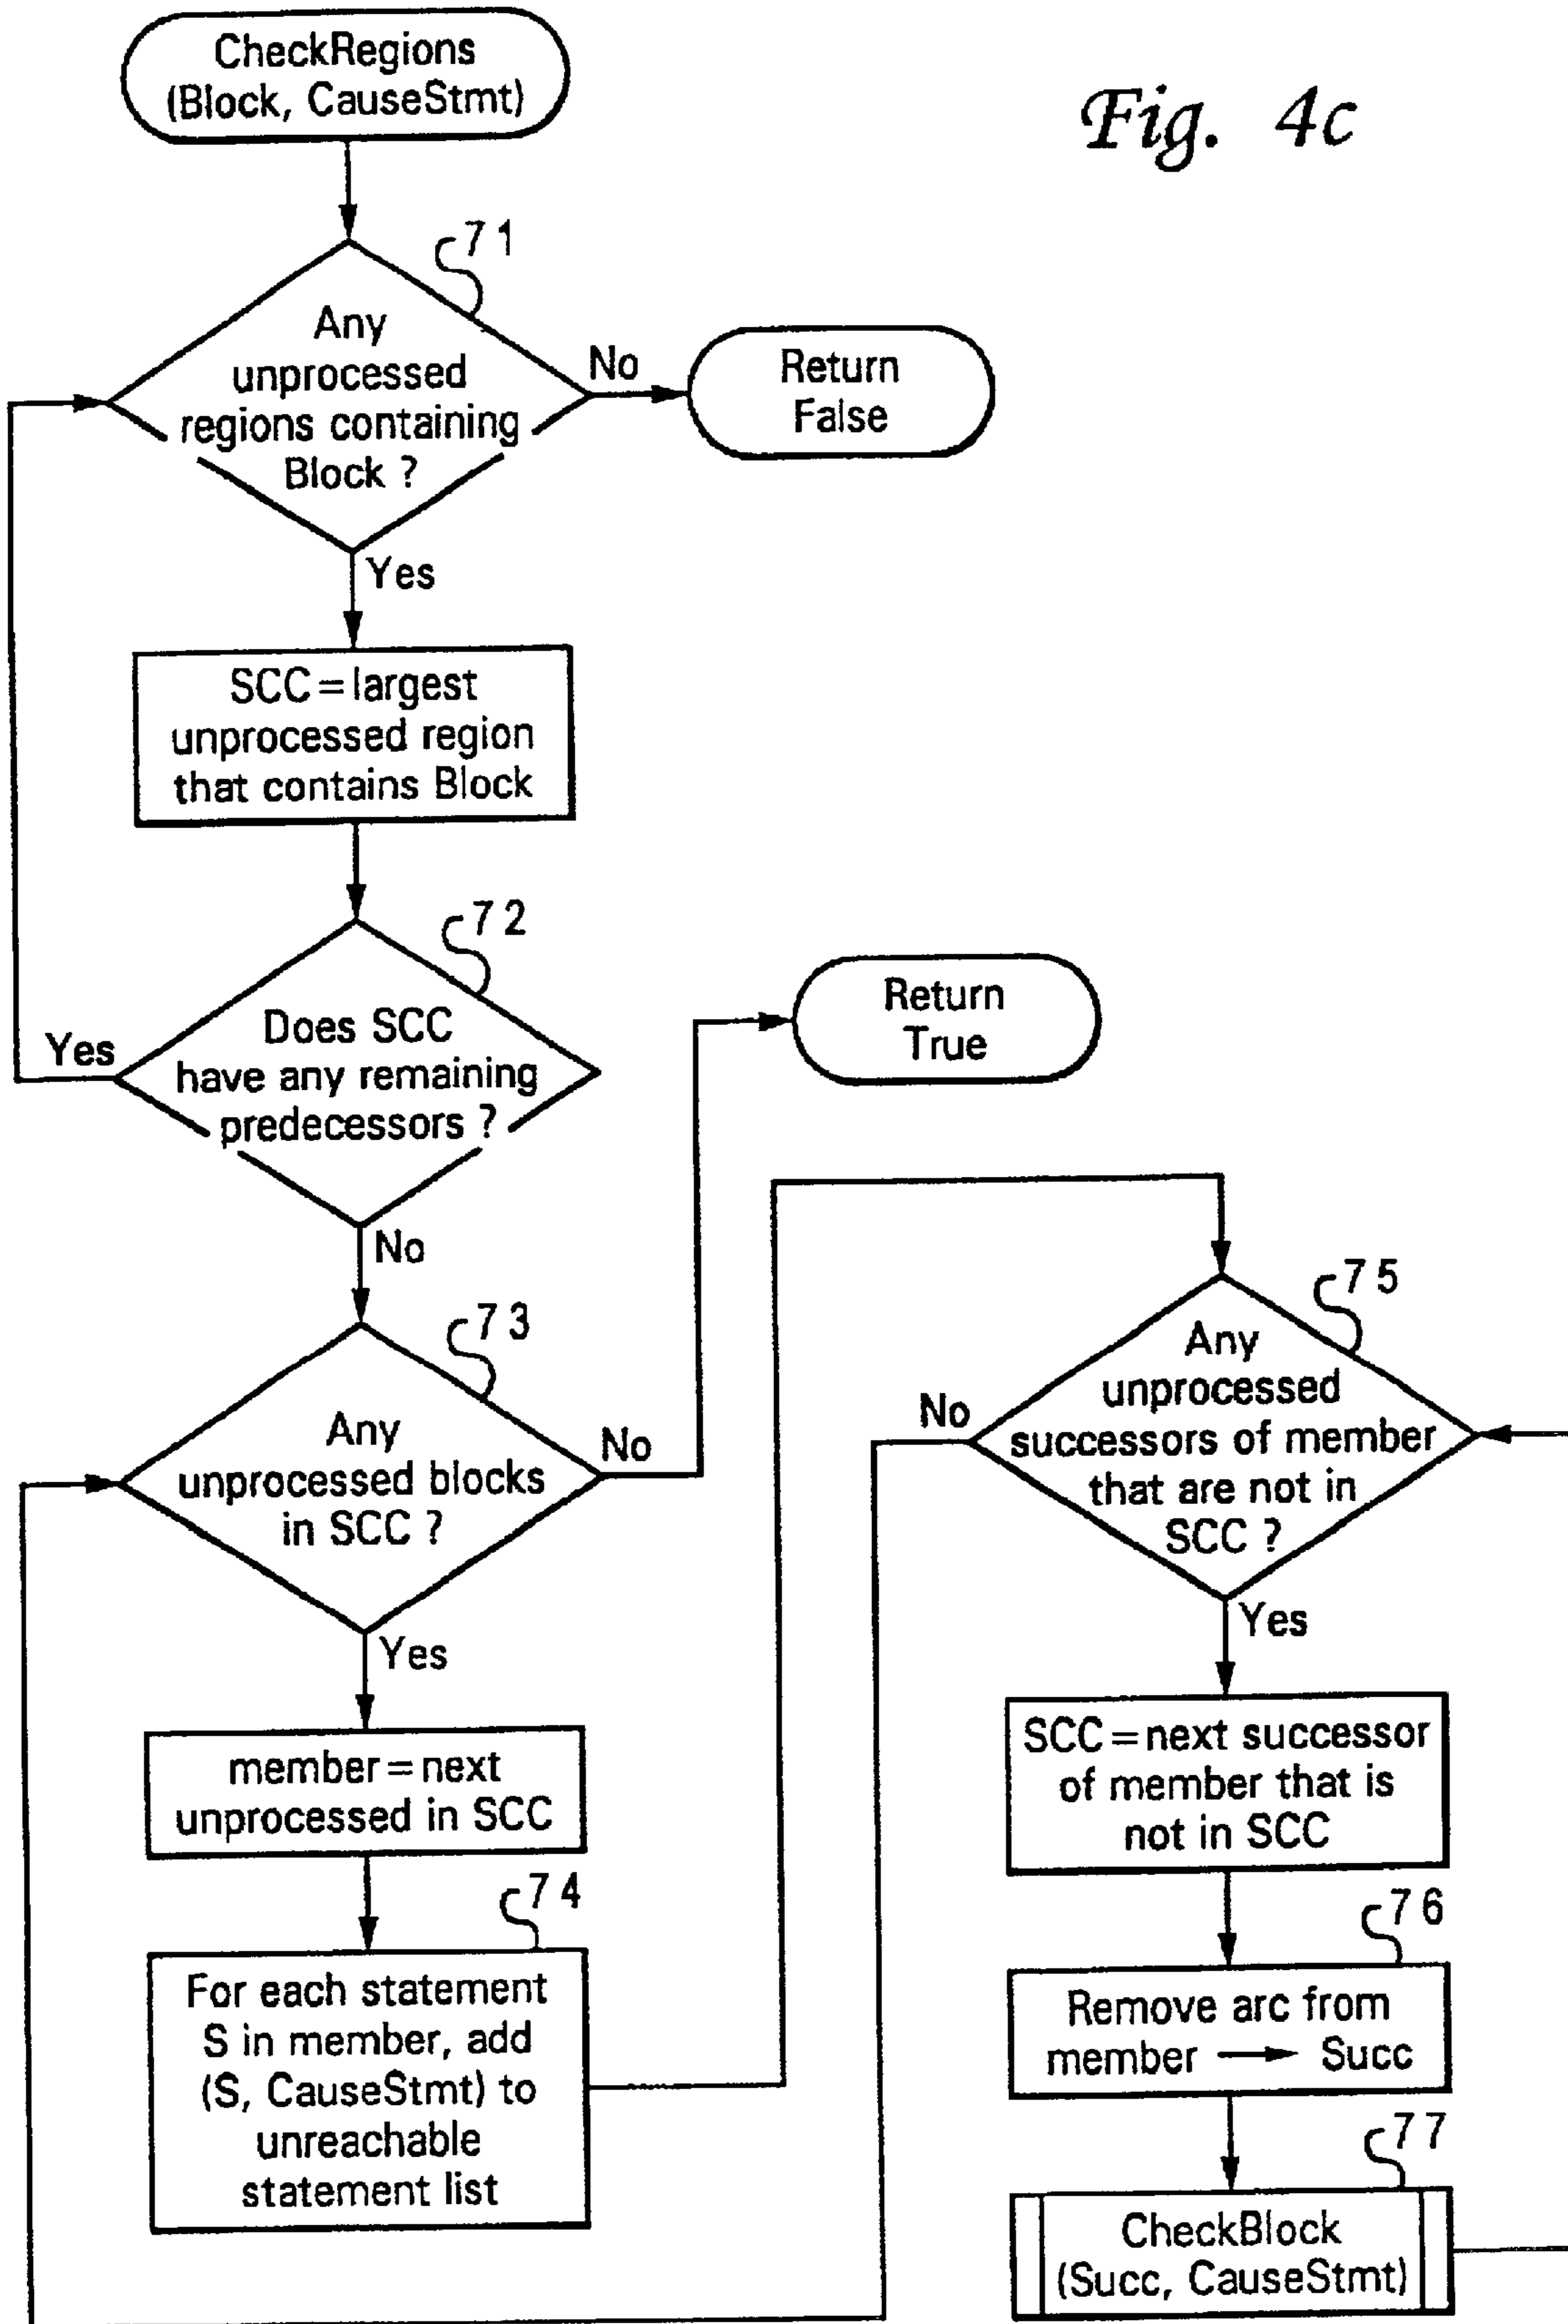 CheckRegions
(Block, CauseStmt)
Fig. 4c
71
Any
unprocessed
regions containing
Block ?
No
Return
False
Yes
SCC=largest
unprocessed region
that contains Block
72
Does SCC
have any remaining
predecessors ?
Yes
No
Return
True
73
Any
unprocessed blocks
in SCC ?
No
Yes
member=next
unprocessed in SCC
74
For each statement
S in member, add
(S, CauseStmt) to
unreachable
statement list
75
Any
unprocessed
successors of member
that are not in
SCC ?
No
Yes
SCC=next successor
of member that is
not in SCC
76
Remove arc from
member → Succ
77
CheckBlock
(Succ, CauseStmt)